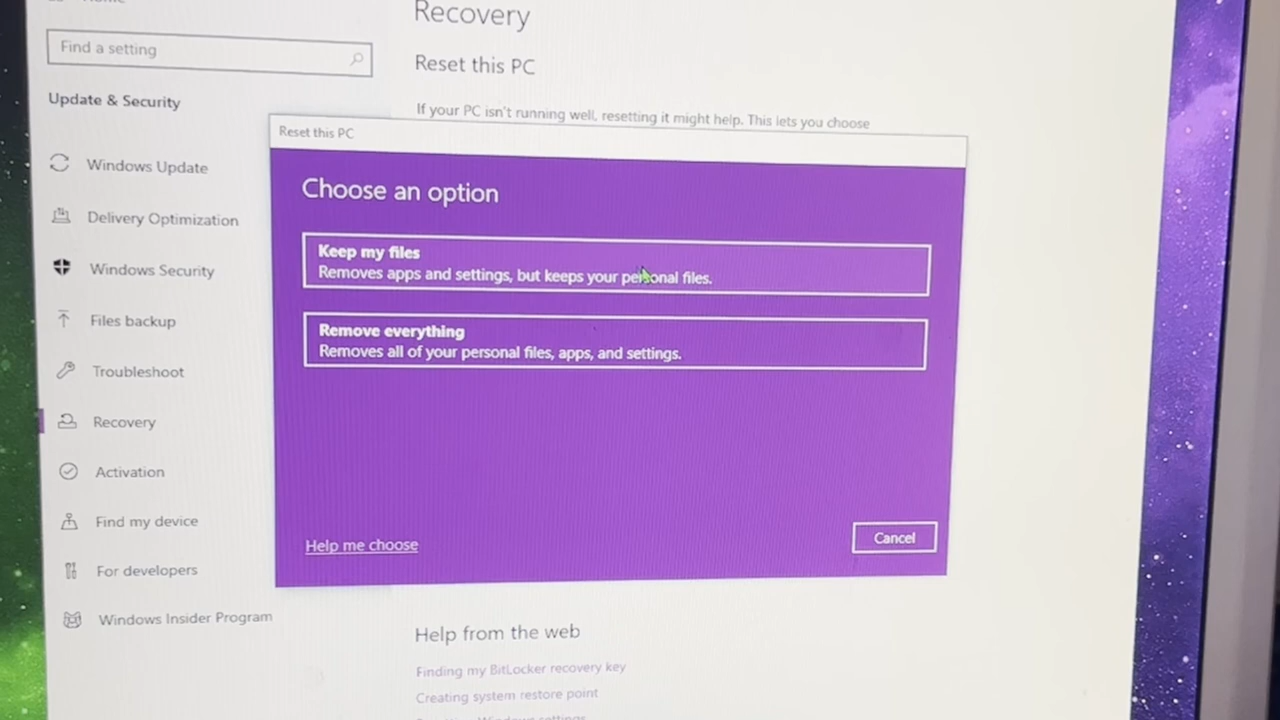 Recovery
Find a setting
Reset this PC
Update & Security
If your PC isn't running well, resetting it might help. This lets you choose
Reset this PC
Windows Update
Choose an option
Delivery Optimization
Keep my files
Removes apps and settings, but keeps your personal files.
Windows Security
Files backup
Remove everything
Removes all of your personal files, apps, and settings.
Troubleshoot
Recovery
Activation
Find my device
Help me choose
Cancel
For developers
Windows Insider Program
Help from the web
Finding my BitLocker recovery key
Creating system restore point